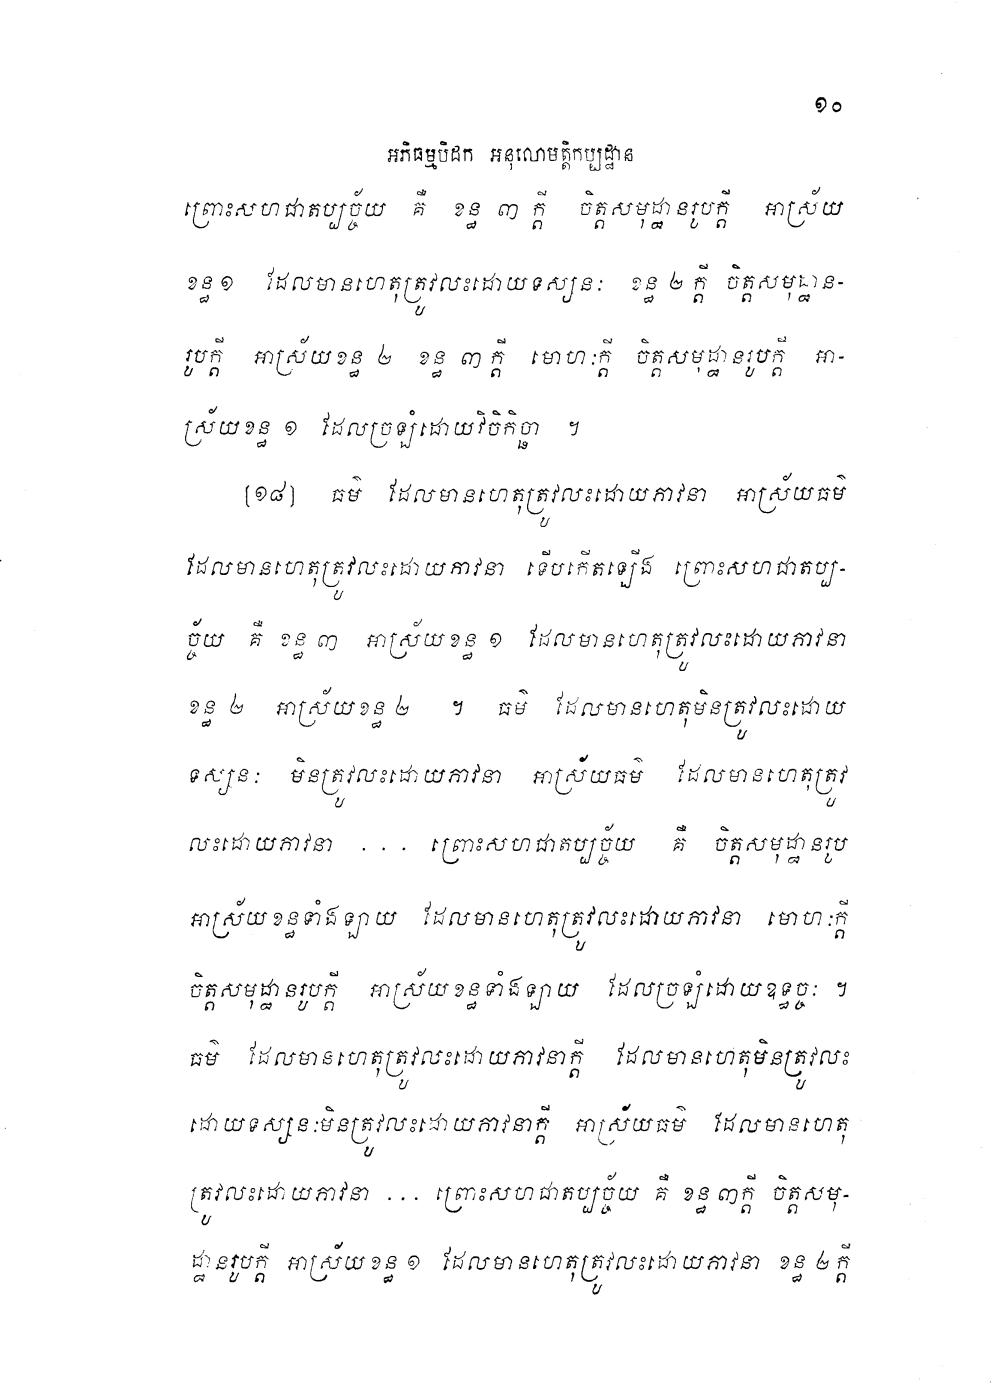 ១០
អភិធម្មបិដក អនុលោមត្តិកប្បដ្ឋាន
ព្រោះសហជាតប្បច្ច័យ គឺ ខន្ធ ៣ ក្តី ចិត្តសមុដ្ឋានរូបក្តី អាស្រ័យ
ខន្ធ ១ ដែលមានហេតុត្រូវលះដោយទស្សនៈ ខន្ធ ២ ក្តី ចិត្តសមុដ្ឋាន-
រូបក្តី អាស្រ័យខន្ធ ២ ខន្ធ ៣ ក្តី មោហៈក្តី ចិត្តសមុដ្ឋានរូបក្តី អា-
ស្រ័យខន្ធ ១ ដែលច្រឡំដោយវិចិកិច្ឆា ។
[១៨] ធម៌ ដែលមានហេតុត្រូវលះដោយភាវនា អាស្រ័យធម៌
ដែលមានហេតុត្រូវលះដោយភាវនា ទើបកើតឡើង ព្រោះសហជាតប្ប-
ច្ច័យ គឺ ខន្ធ ៣ អាស្រ័យខន្ធ ១ ដែលមានហេតុត្រូវលះដោយភាវនា
ខន្ធ ២ អាស្រ័យខន្ធ ២ ។ ធម៌ ដែលមានហេតុមិនត្រូវលះដោយ
ទស្សនៈ មិនត្រូវលះដោយភាវនា អាស្រ័យធម៌ ដែលមានហេតុត្រូវ
លះដោយភាវនា ... ព្រោះសហជាតប្បច្ច័យ គឺ ចិត្តសមុដ្ឋានរូប
អាស្រ័យខន្ធទាំងឡាយ ដែលមានហេតុត្រូវលះដោយភាវនា មោហៈក្តី
ចិត្តសមុដ្ឋានរូបក្តី អាស្រ័យខន្ធទាំងឡាយ ដែលច្រឡំដោយឧទ្ធច្ចៈ ។
ធម៌ ដែលមានហេតុត្រូវលះដោយភាវនាក្តី ដែលមានហេតុមិនត្រូវលះ
ដោយទស្សនៈមិនត្រូវលះដោយភាវនាក្តី អាស្រ័យធម៌ ដែលមានហេតុ
ត្រូវលះដោយភាវនា ... ព្រោះសហជាតប្បច្ច័យ គឺ ខន្ធ ៣ក្តី ចិត្តសមុ-
ដ្ឋានរូបក្តី អាស្រ័យខន្ធ ១ ដែលមានហេតុត្រូវលះដោយភាវនា ខន្ធ ២ ក្តី